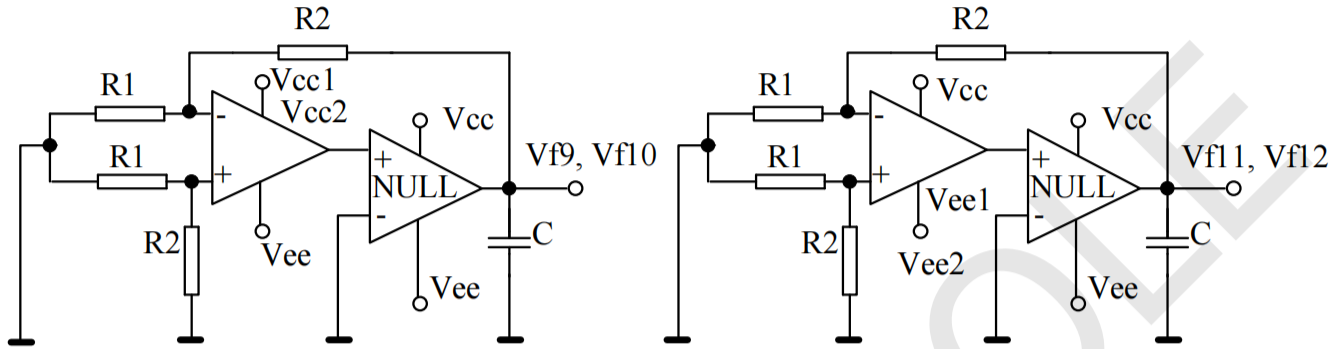 R2
Vcc1
R1
Vcc2
-
Vcc
R1
+
+
Vf9, Vf10
NULL
-
R2
Vee
C
Vee
R2
R1
Vcc
-
Vcc
R1
+
+
Vf11, Vf12
NULL
Vee1
-
R2
Vee2
C
Vee
OLE